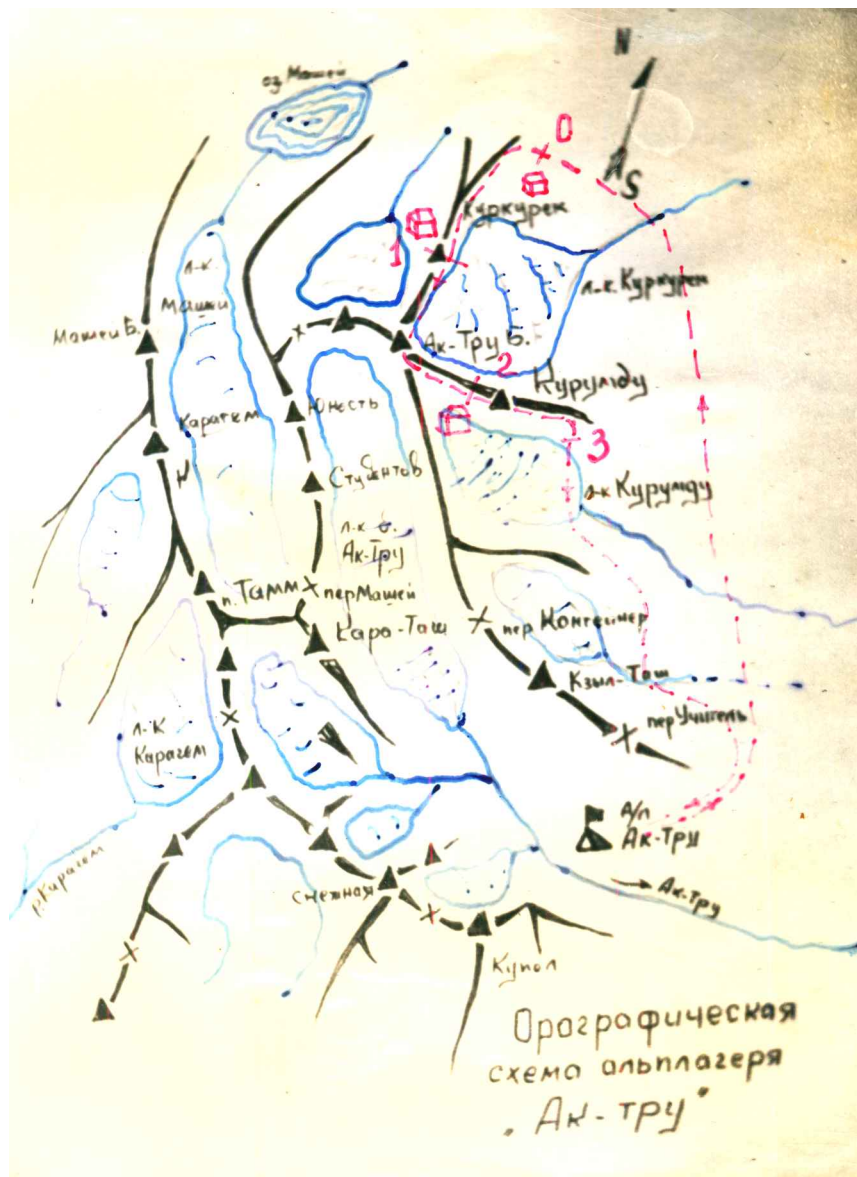 N
оз Машей
0
S
Куркурек
1
л-к.
Машей
л-к. Куркурек
Машей Б.
Ак-Тру Б.
2
Курумду
Карагем
Юность
3
Студентов
л-к Курумду
л-к б.
Ак-Тру
п. Тамм
пер Машей
Кара-Таш
пер Контейнер
Кзыл-Таш
пер Учитель
л-к
Карагем
А/л
Ак-Тру
р. Карагем
Снежная
Ак-Тру
Купол
Орографическая
схема альплагеря
„Ак-тру"